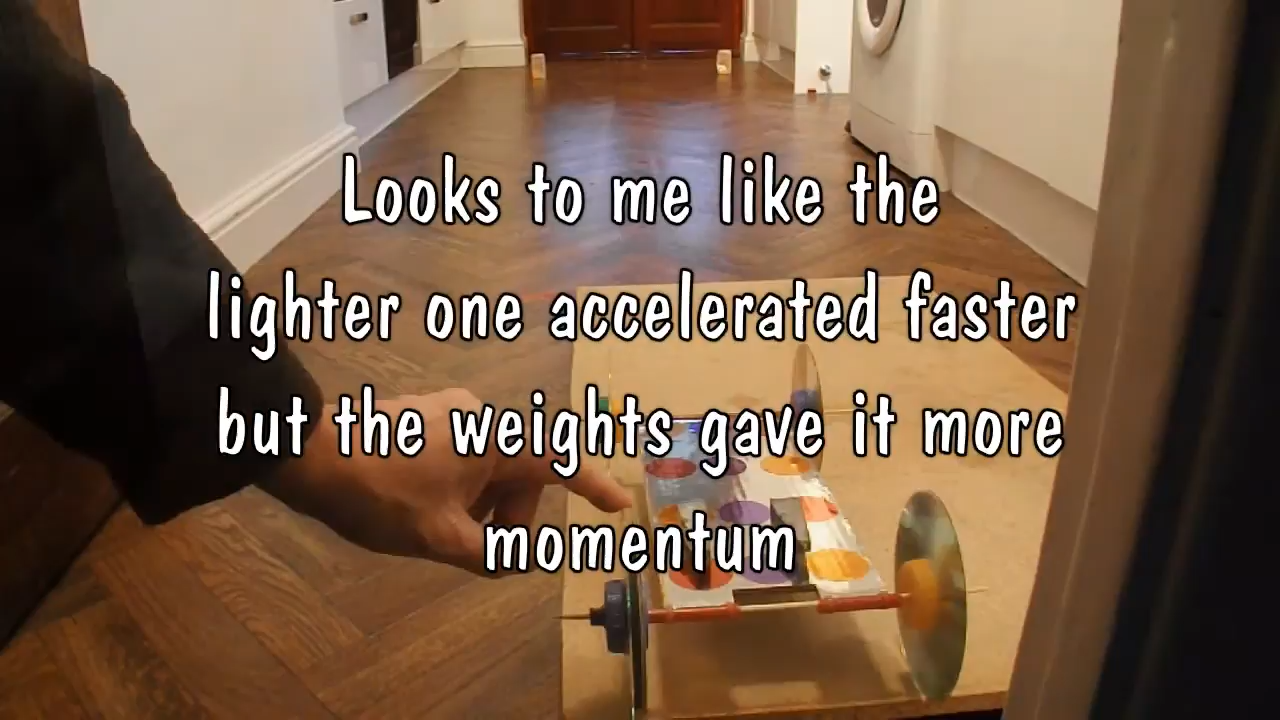 Looks to me like the
lighter one accelerated faster
but the weights gave it more
momentum